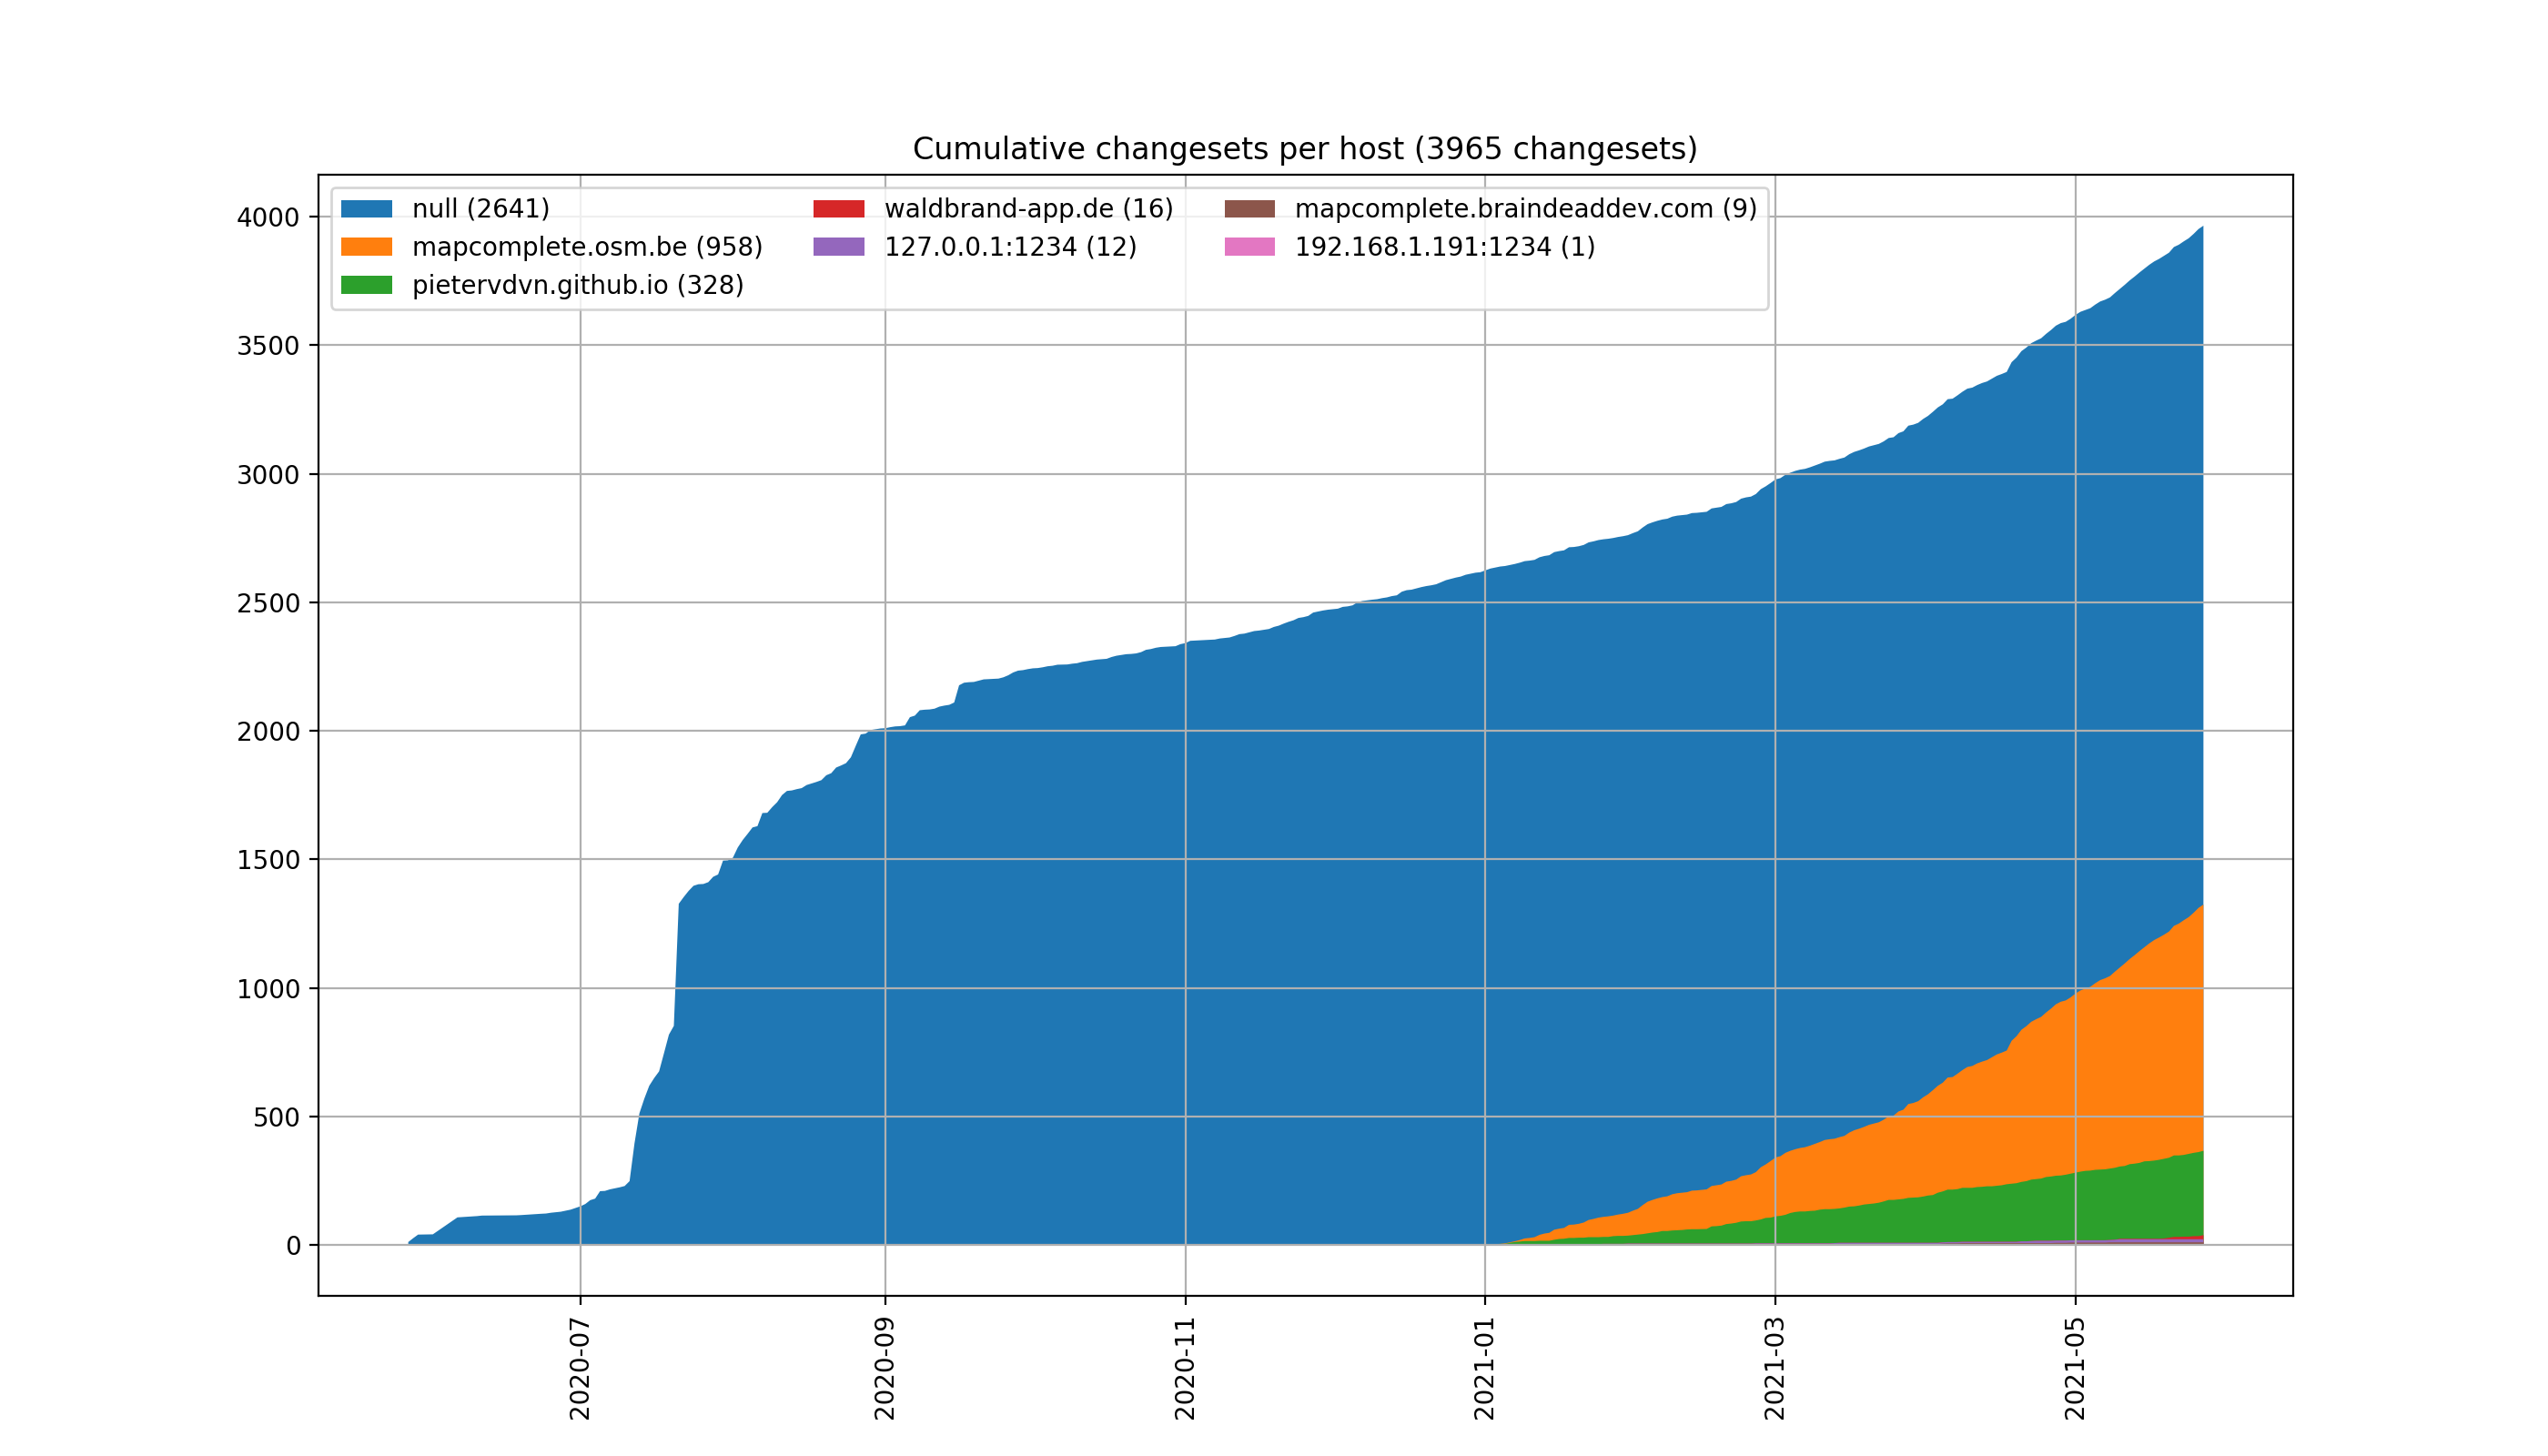 Cumulative changesets per host (3965 changesets)
null (2641)
mapcomplete.osm.be (958)
pietervdvn.github.io (328)
waldbrand-app.de (16)
127.0.0.1:1234 (12)
mapcomplete.braindeaddev.com (9)
192.168.1.191:1234 (1)
4000
3500
3000
2500
2000
1500
1000
500
0
2020-07
2020-09
2020-11
2021-01
2021-03
2021-05